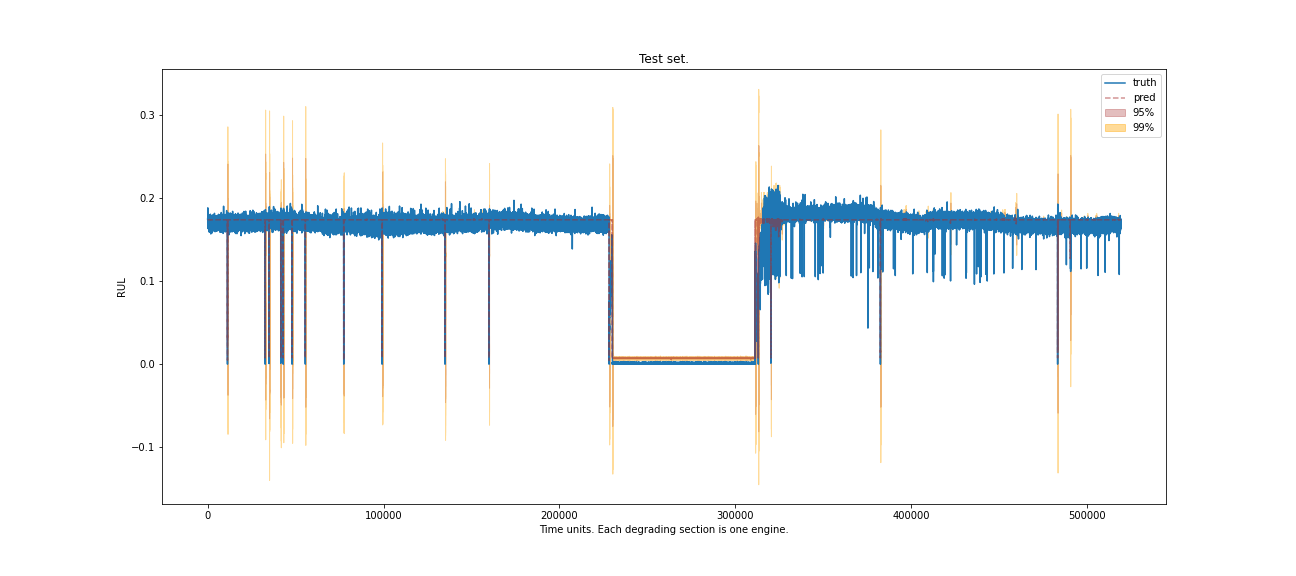 Test set.
truth
pred
95%
99%
0.3
0.2
0.1
0.0
−0.1
RUL
0
100000
200000
300000
400000
500000
Time units. Each degrading section is one engine.